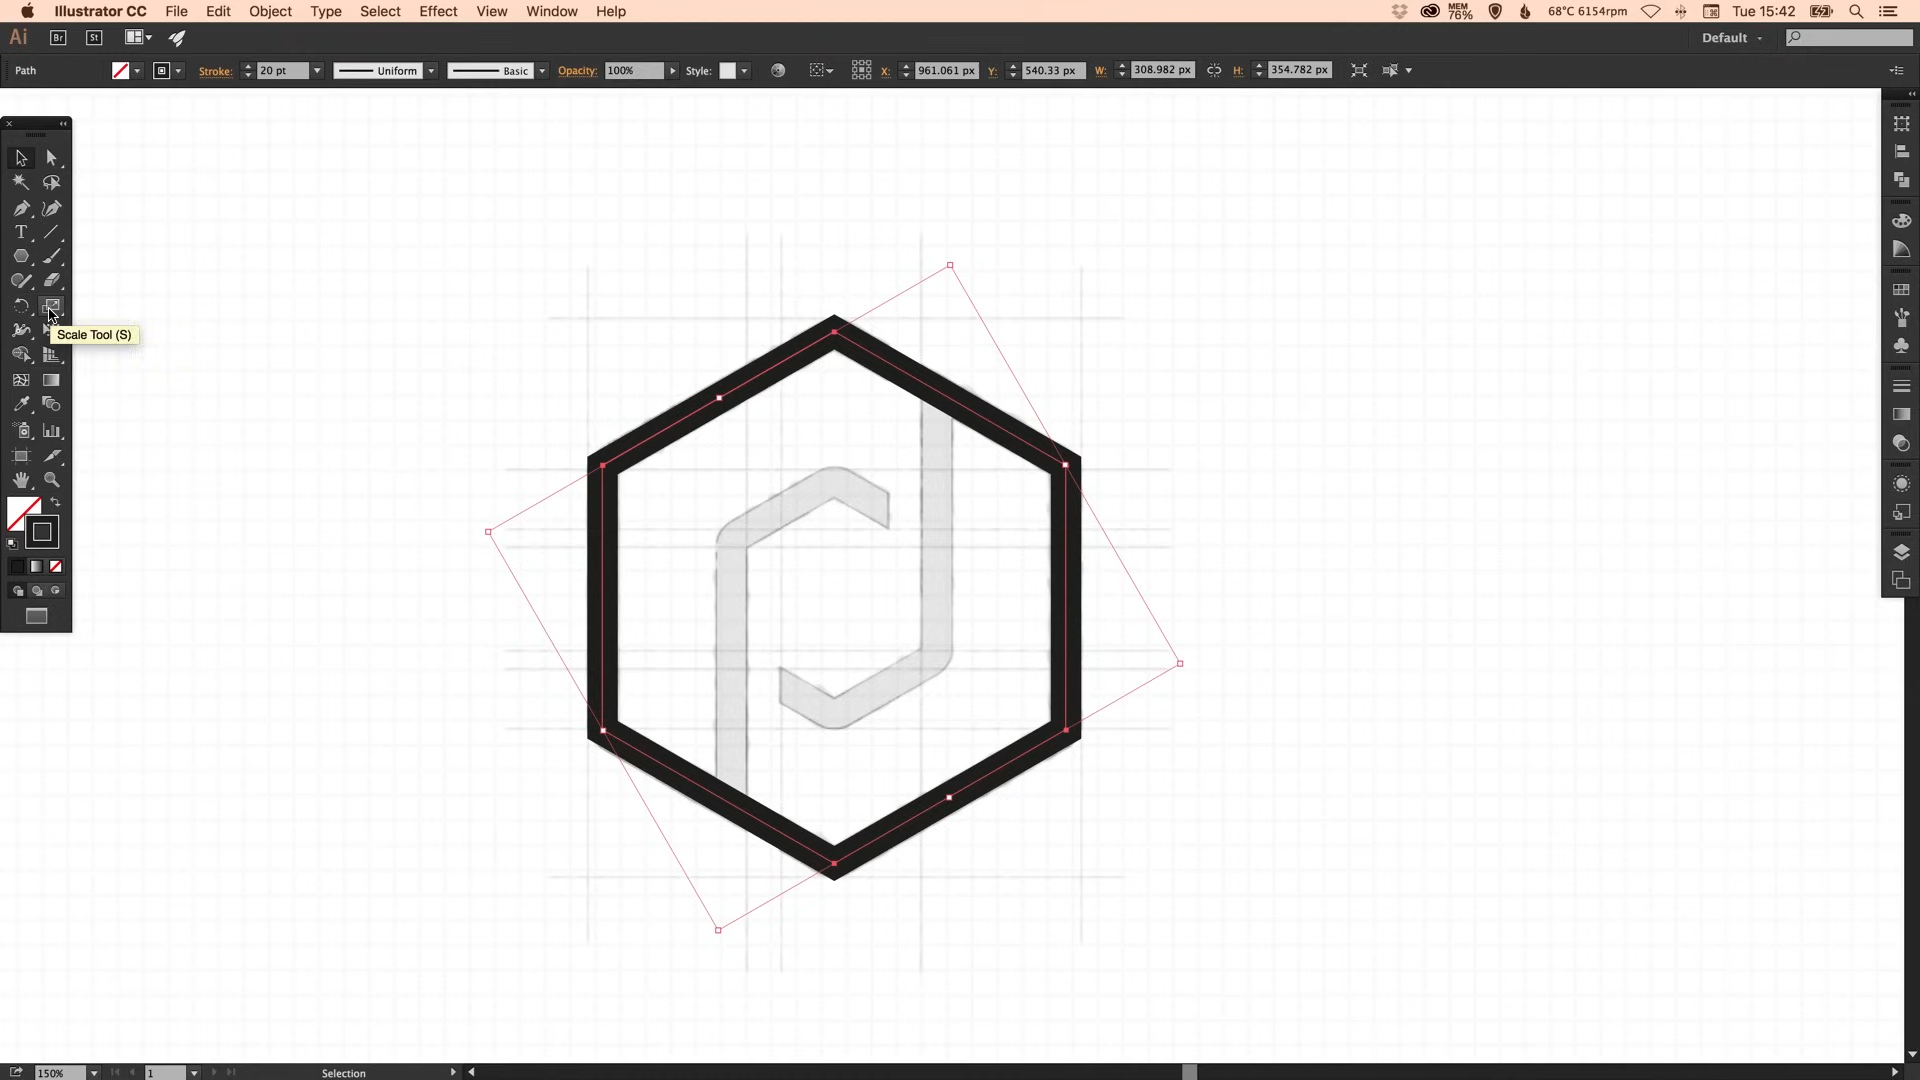 Illustrator CC File Edit Object Type Select Effect View Window Help MEM 76% 68°C 6154rpm Tue 15:42
Ai Br St Default
Path Stroke: 20 pt Uniform Basic Opacity: 100% Style: X: 961.061 px Y: 540.33 px W: 308.982 px H: 354.782 px
T
Scale Tool (S)
150% 1 Selection